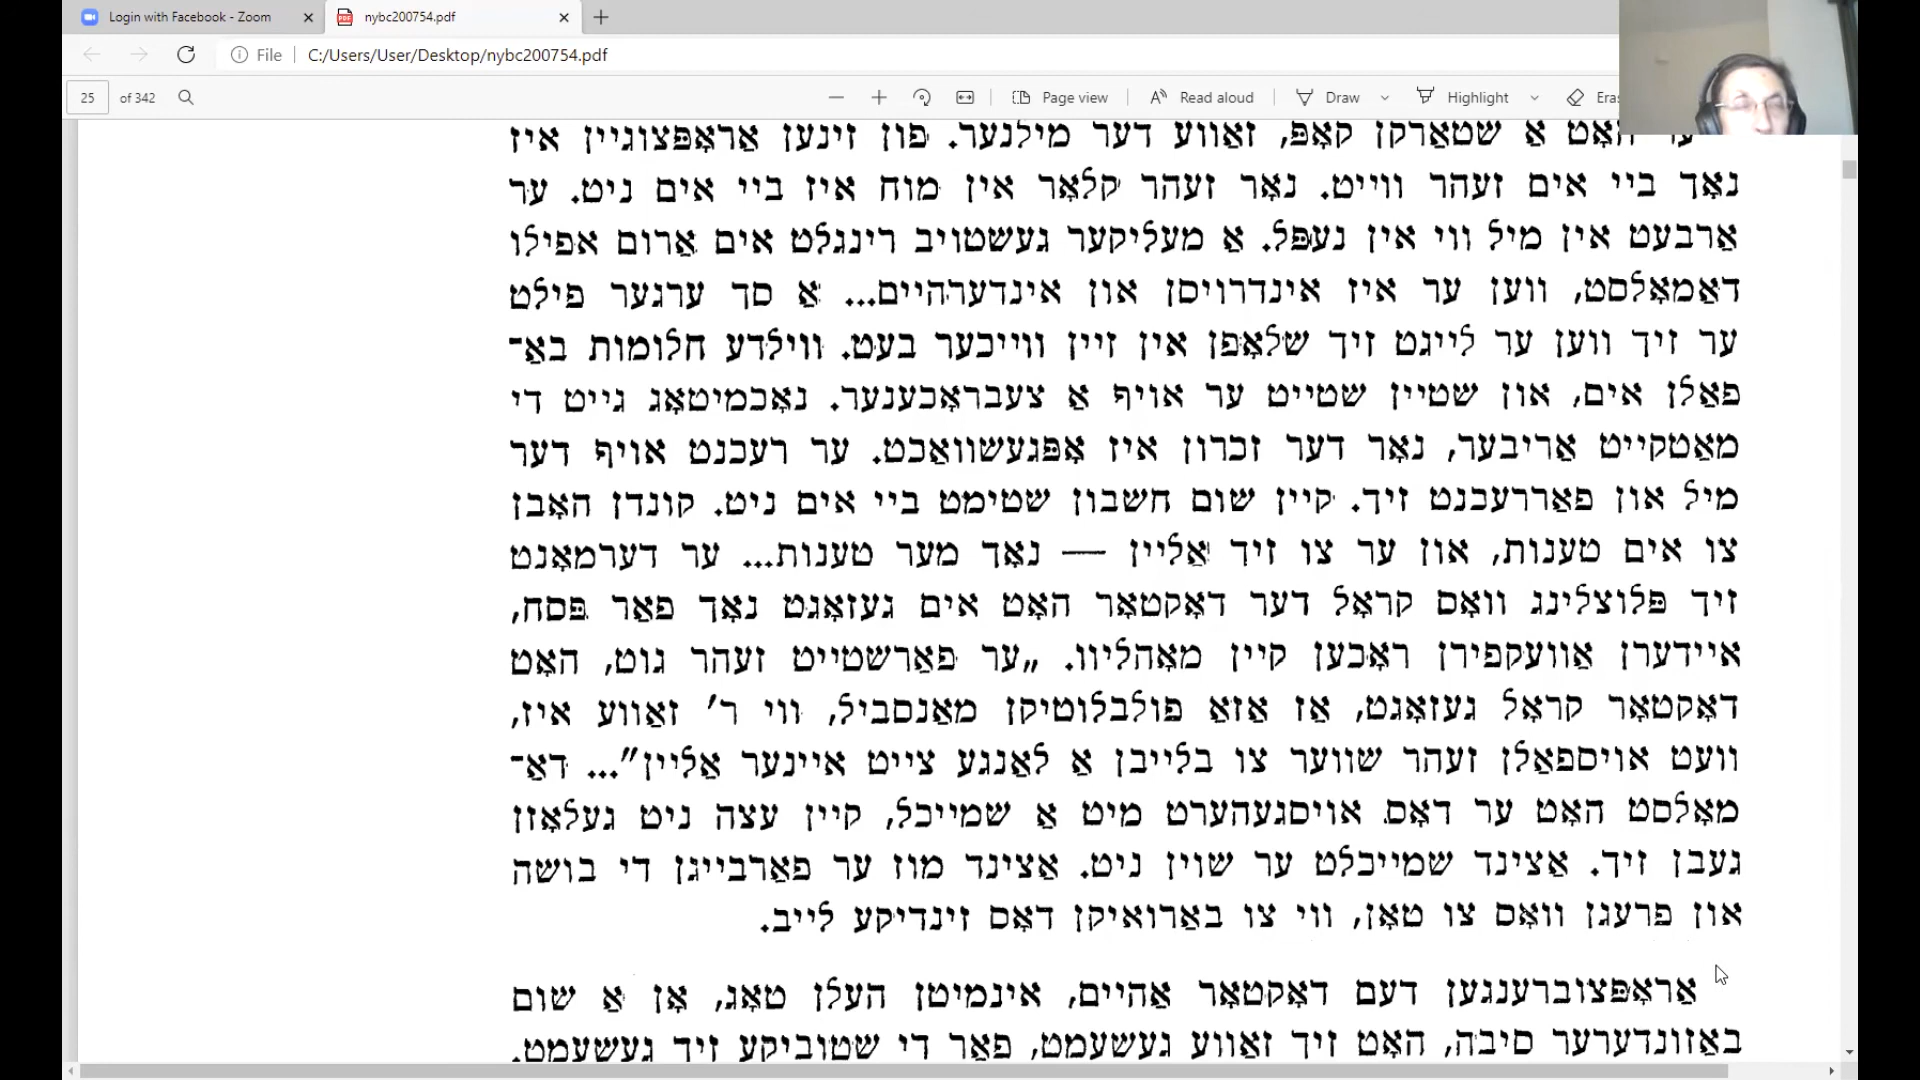 Login with Facebook - Zoom
nybc200754.pdf
File
C:/Users/User/Desktop/nybc200754.pdf
25 of 342
Page view
Read aloud
Draw
Highlight
האָט אַ שטאַרקן קאָפּ, זאַווע דער מילנער. פון זינען אַראָפּצוגיין איז
נאָך ביי אים זעהר ווייט. נאָר זעהר קלאָר אין מוח איז ביי אים ניט. ער
אַרבעט אין מיל ווי אין נעפּל. אַ מעליקער געשטויב רינגלט אים אַרום אפילו
דאַמאָלסט, ווען ער איז אינדרויסן און אינדערהיים... אַ סך ערגער פילט
ער זיך ווען ער לייגט זיך שלאָפן אין זיין ווייכער בעט. ווילדע חלומות באַ־
פאַלן אים, און שטיין שטייט ער אויף אַ צעבראָכענער. נאָכמיטאָג גייט די
מאַטקייט אַריבער, נאָר דער זכרון איז אָפּגעשוואַכט. ער רעכנט אויף דער
מיל און פאַררעכנט זיך. קיין שום חשבון שטימט ביי אים ניט. קונדן האָבן
צו אים טענות, און ער צו זיך אַליין — נאָך מער טענות... ער דערמאָנט
זיך פּלוצלינג וואָס קראָל דער דאָקטאָר האָט אים געזאָגט נאָך פאַר פּסח,
איידערן אַוועקפירן ראָכען קיין מאָהליוו. „ער פאַרשטייט זעהר גוט, האָט
דאָקטאָר קראָל געזאָגט, אַז אַזאַ פולבלוטיקן מאַנסביל, ווי ר' זאַווע איז,
וועט אויספאַלן זעהר שווער צו בלייבן אַ לאַנגע צייט איינער אַליין"... דאַ־
מאָלסט האָט ער דאָס אויסגעהערט מיט אַ שמייכל, קיין עצה ניט געלאָזן
געבן זיך. אַצינד שמייכלט ער שוין ניט. אַצינד מוז ער פאַרבייגן די בושה
און פרעגן וואָס צו טאָן, ווי צו באַרואיקן דאָס זינדיקע לייב.
אַראָפּצוברענגען דעם דאָקטאָר אַהיים, אינמיטן העלן טאָג, אָן אַ שום
באַזונדערער סיבה, האָט זיך זאַווע געשעמט, פאַר די שטוביקע זיך געשעמט.